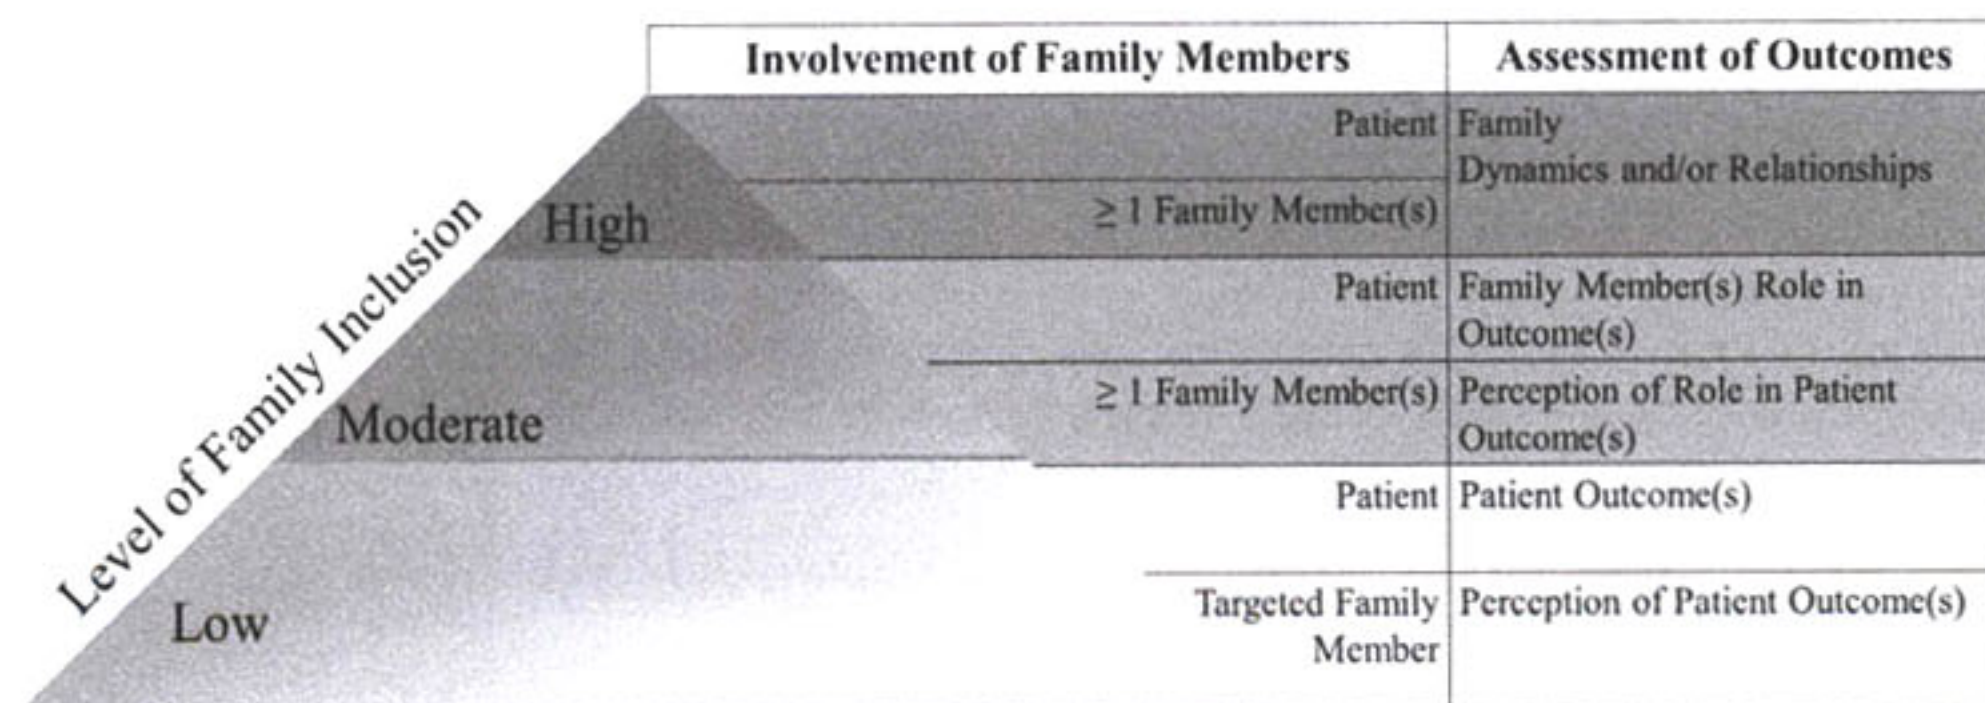 Involvement of Family Members
Assessment of Outcomes
Level of Family Inclusion
High
Patient
Family
Dynamics and/or Relationships
≥ 1 Family Member(s)
Moderate
Patient
Family Member(s) Role in
Outcome(s)
≥ 1 Family Member(s)
Perception of Role in Patient
Outcome(s)
Low
Patient
Patient Outcome(s)
Targeted Family
Member
Perception of Patient Outcome(s)